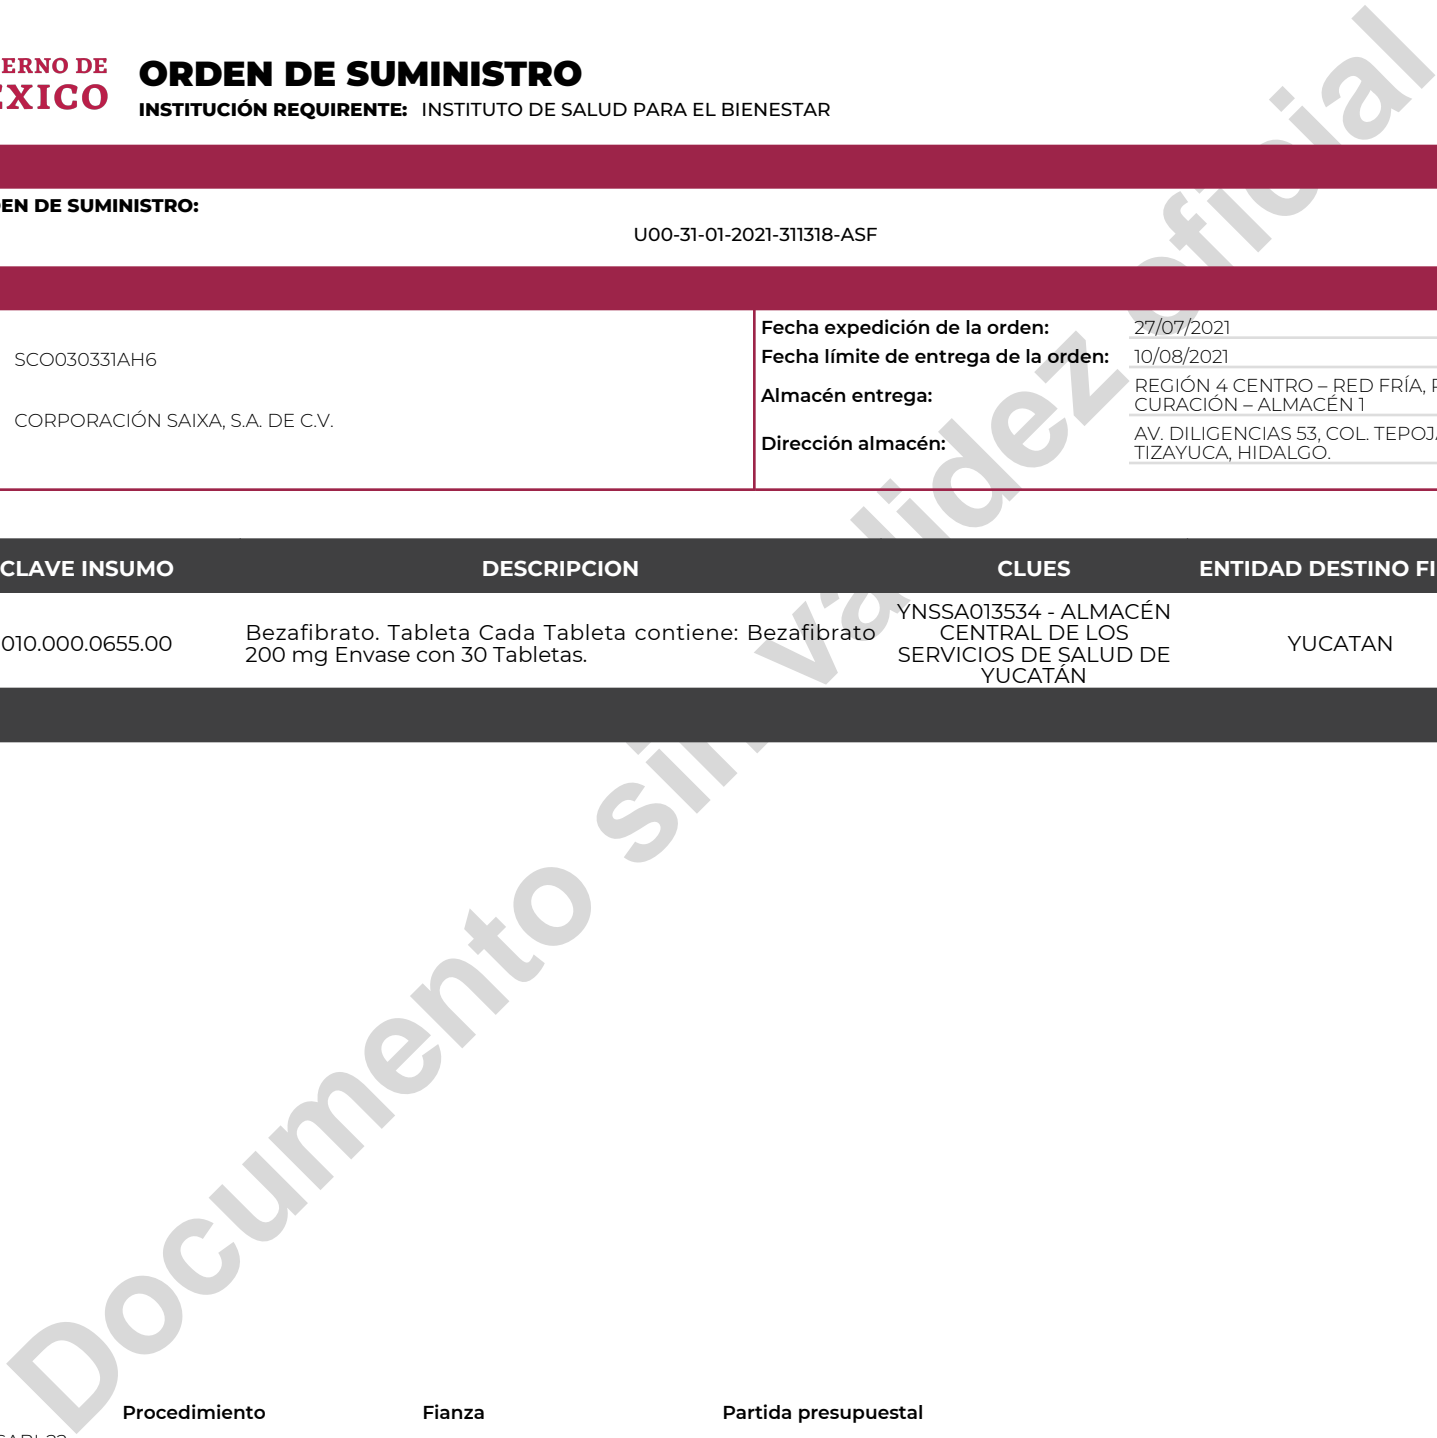 ERNO DE
EXICO
ORDEN DE SUMINISTRO
INSTITUCIÓN REQUIRENTE: INSTITUTO DE SALUD PARA EL BIENESTAR
EN DE SUMINISTRO:
U00-31-01-2021-311318-ASF
SCO030331AH6
CORPORACIÓN SAIXA, S.A. DE C.V.
Fecha expedición de la orden: 27/07/2021
Fecha límite de entrega de la orden: 10/08/2021
Almacén entrega: REGIÓN 4 CENTRO – RED FRÍA,
CURACIÓN – ALMACÉN 1
Dirección almacén: AV. DILIGENCIAS 53, COL. TEPOJA
TIZAYUCA, HIDALGO.
CLAVE INSUMO DESCRIPCION CLUES ENTIDAD DESTINO FI
010.000.0655.00
Bezafibrato. Tableta Cada Tableta contiene: Bezafibrato
200 mg Envase con 30 Tabletas.
YNSSA013534 - ALMACÉN
CENTRAL DE LOS
SERVICIOS DE SALUD DE
YUCATÁN
YUCATAN
Documento sin validez oficial
Procedimiento Fianza Partida presupuestal